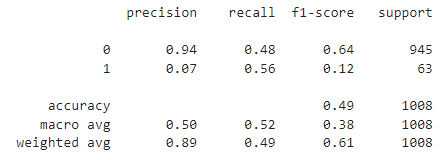 precision recall f1-score support
0 0.94 0.48 0.64 945
1 0.07 0.56 0.12 63
accuracy 0.49 1008
macro avg 0.50 0.52 0.38 1008
weighted avg 0.89 0.49 0.61 1008